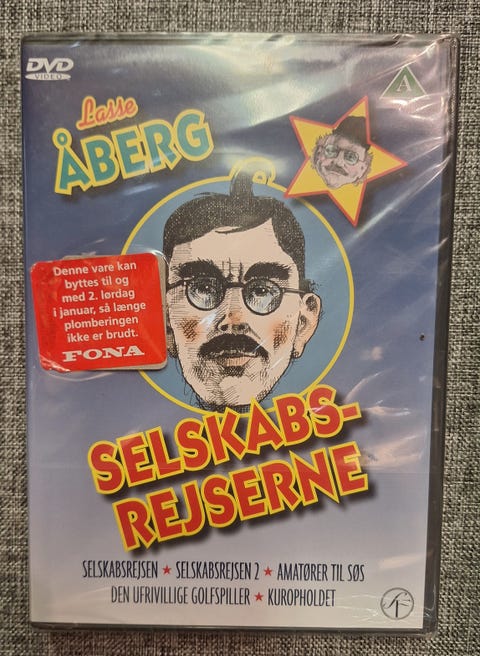 DVD
VIDEO
A
Lasse
ÅBERG
Denne vare kan
byttes til og
med 2. lørdag
i januar, så længe
plomberingen
ikke er brudt.
FONA
SELSKABS-
REJSERNE
SELSKABSREJSEN ★ SELSKABSREJSEN 2 ★ AMATØRER TIL SØS
DEN UFRIVILLIGE GOLFSPILLER ★ KUROPHOLDET
SF